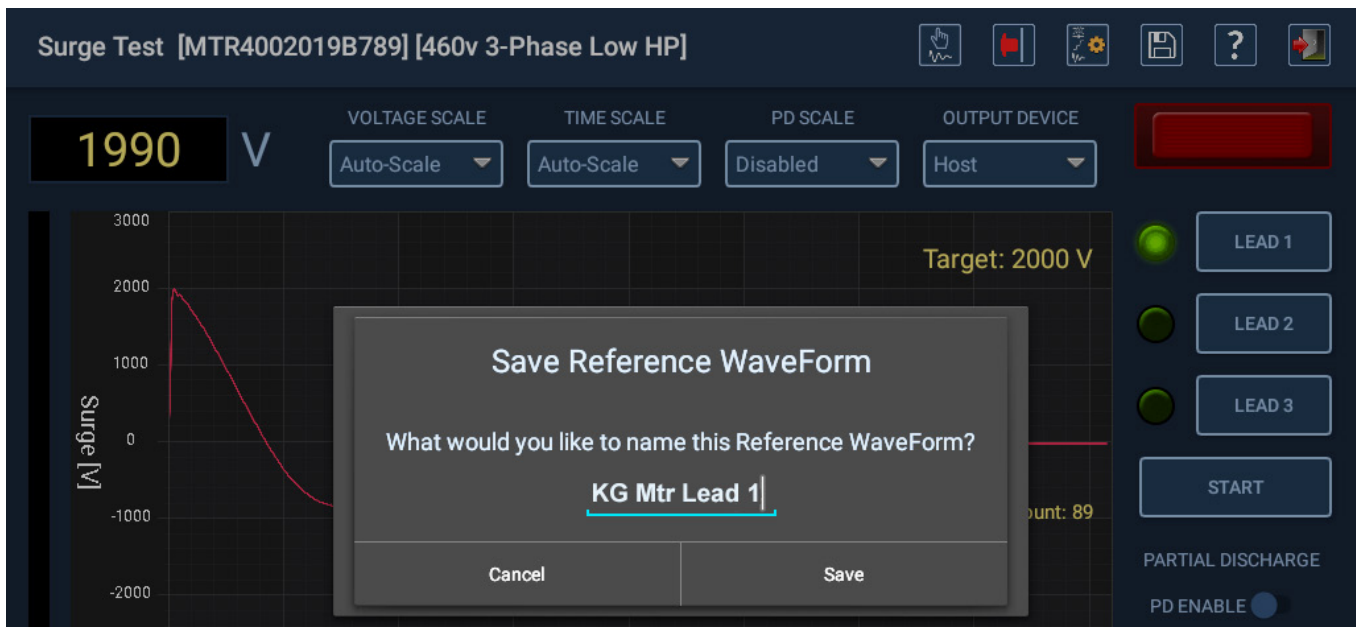 Surge Test [MTR4002019B789] [460v 3-Phase Low HP]
?
VOLTAGE SCALE TIME SCALE PD SCALE OUTPUT DEVICE
1990 V Auto-Scale Auto-Scale Disabled Host
3000
Target: 2000 V
LEAD 1
2000
Save Reference WaveForm
LEAD 2
1000
Surge [V]
LEAD 3
0
What would you like to name this Reference WaveForm?
KG Mtr Lead 1
START
-1000
ount: 89
Cancel Save
PARTIAL DISCHARGE
-2000
PD ENABLE